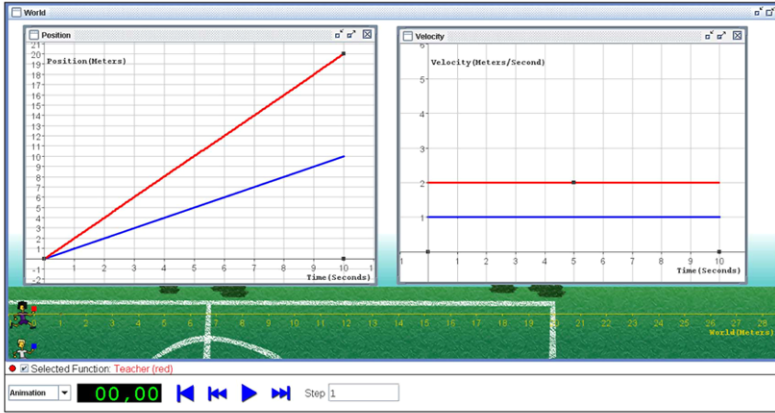 World
Position
21
20
19
18
17
16
15
14
13
12
11
10
9
8
7
6
5
4
3
2
1
-1
-2
Position(Meters)
1 2 3 4 5 6 7 8 9 10 1
Time(Seconds)
Velocity
6
5
4
3
2
1
Velocity(Meters/Second)
1 1 2 3 4 5 6 7 8 9 10
Time(Seconds)
0 1 2 3 4 5 6 7 8 9 10 11 12 13 14 15 16 17 18 19 20 21 22 23 24 25 26 27 28
World(Meters)
Selected Function: Teacher (red)
Animation 00,00 Step 1